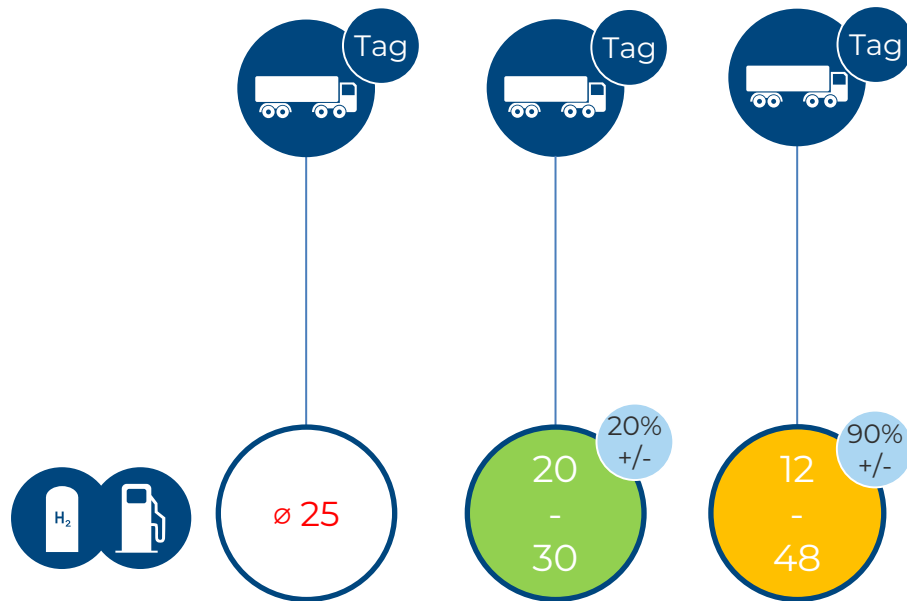 Tag
Tag
Tag
20%
+/-
90%
+/-
H₂
⌀ 25
20
-
30
12
-
48